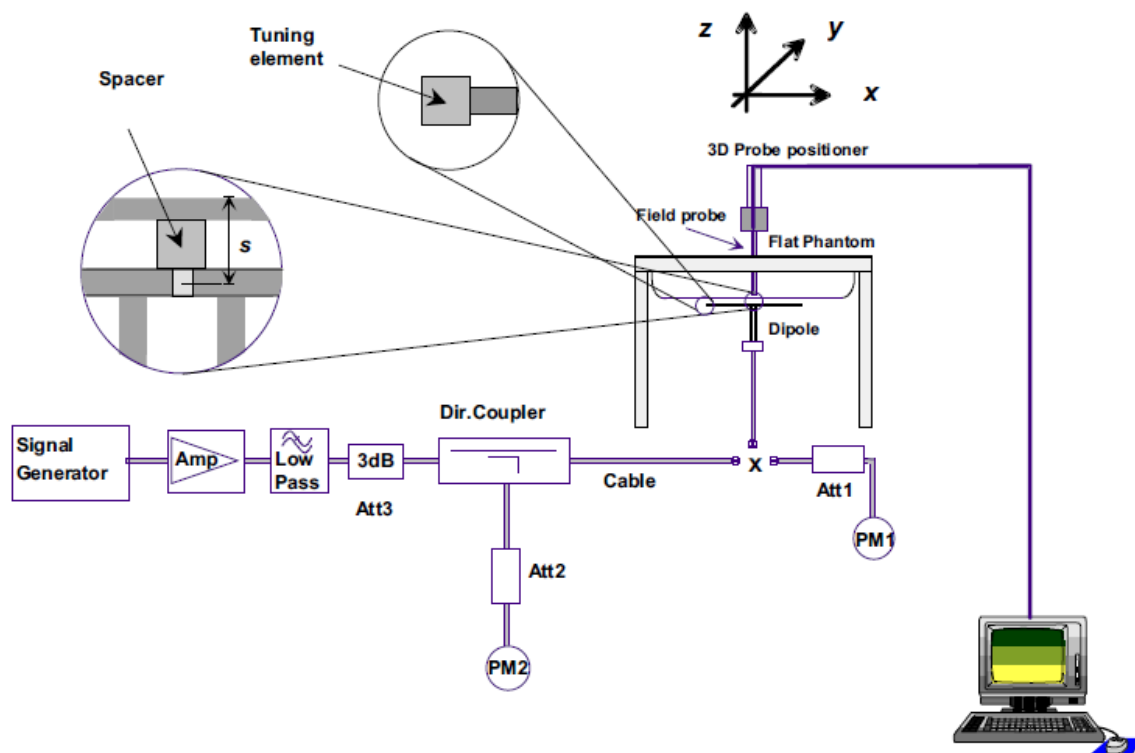 Tuning
element
Spacer
s
z
y
x
3D Probe positioner
Field probe
Flat Phantom
Dipole
Dir.Coupler
Signal
Generator
Amp
Low
Pass
3dB
Att3
Cable
x
Att1
PM1
Att2
PM2